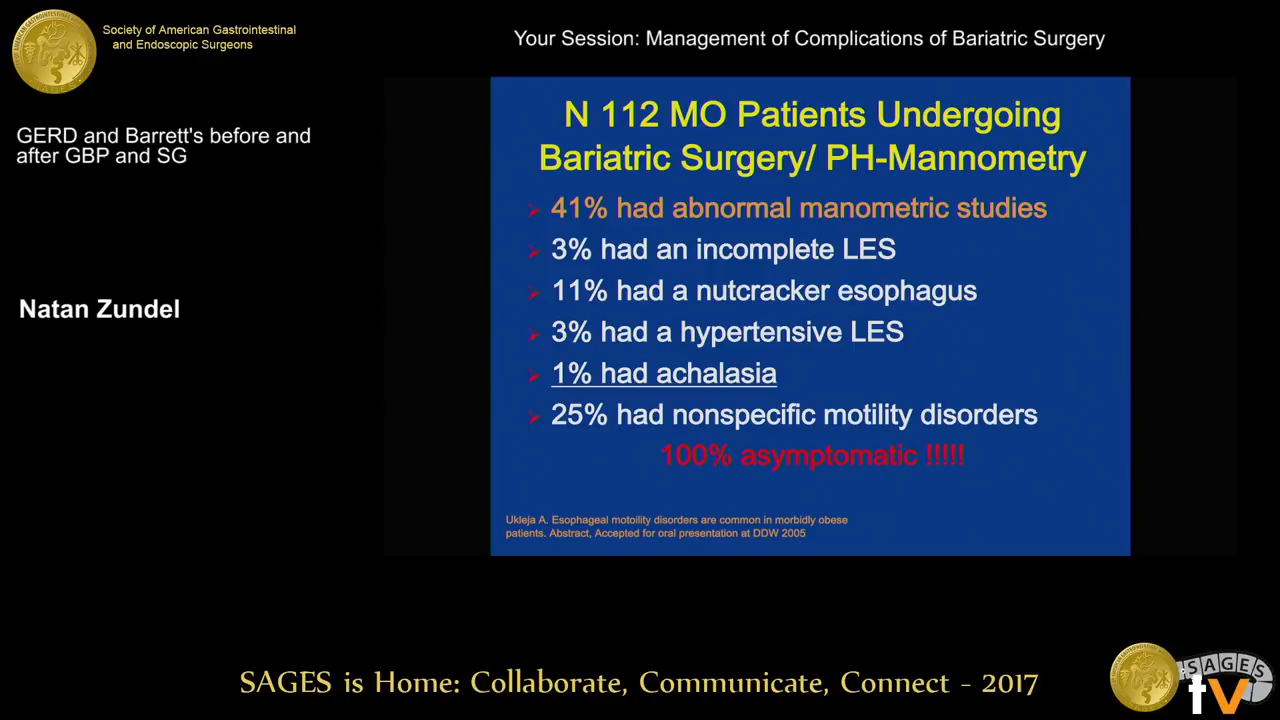 Society of American Gastrointestinal
and Endoscopic Surgeons
Your Session: Management of Complications of Bariatric Surgery
GERD and Barrett's before and
after GBP and SG
Natan Zundel
N 112 MO Patients Undergoing
Bariatric Surgery/ PH-Mannometry
41% had abnormal manometric studies
3% had an incomplete LES
11% had a nutcracker esophagus
3% had a hypertensive LES
1% had achalasia
25% had nonspecific motility disorders
100% asymptomatic !!!!!
Ukleja A. Esophageal motoility disorders are common in morbidly obese
patients. Abstract, Accepted for oral presentation at DDW 2005
SAGES is Home: Collaborate, Communicate, Connect - 2017
SAGES
tv